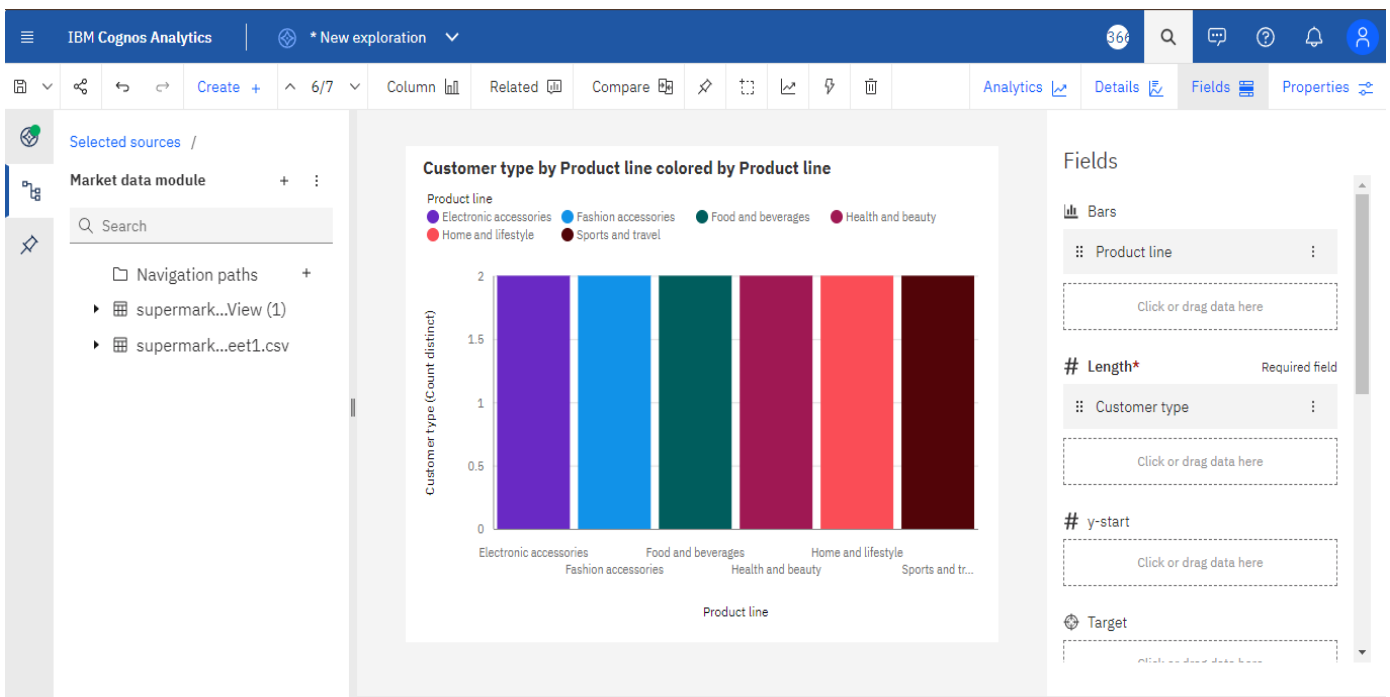 IBM Cognos Analytics * New exploration 366
Create + 6/7 Column Related Compare Analytics Details Fields Properties
Selected sources /
Market data module
Search
Navigation paths
supermark...View (1)
supermark...eet1.csv
Customer type by Product line colored by Product line
Product line
Electronic accessories Fashion accessories Food and beverages Health and beauty
Home and lifestyle Sports and travel
Customer type (Count distinct)
2
1.5
1
0.5
0
Electronic accessories Food and beverages Home and lifestyle
Fashion accessories Health and beauty Sports and tr...
Product line
Fields
Bars
Product line
Click or drag data here
# Length* Required field
Customer type
Click or drag data here
# y-start
Click or drag data here
Target
Click or drag data here